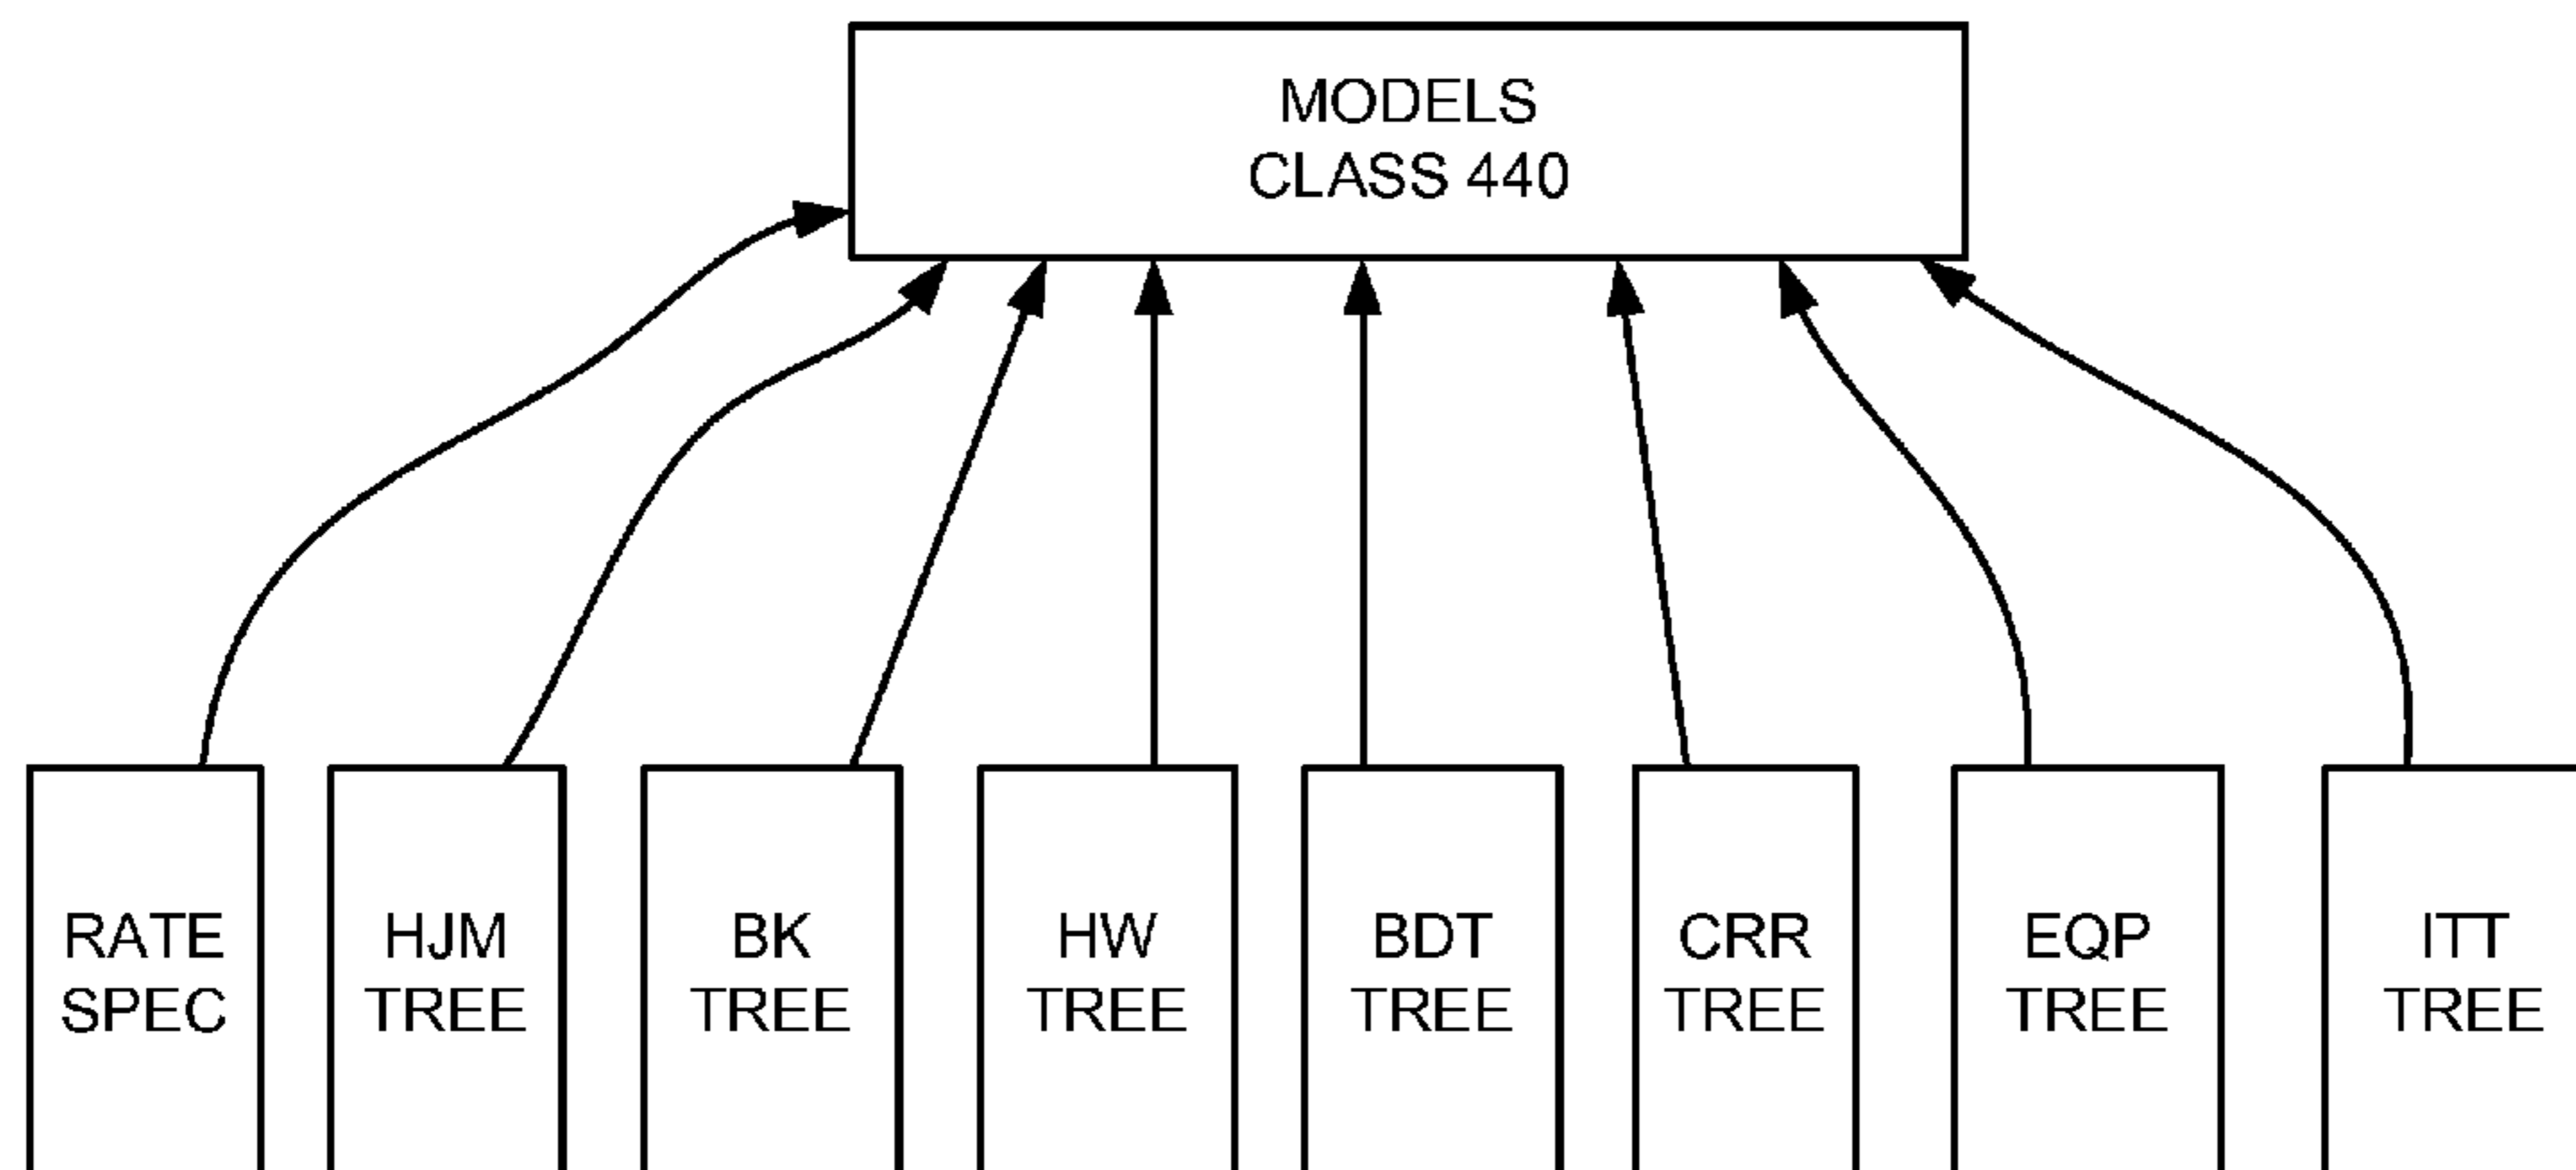 MODELS
CLASS 440
RATE
SPEC
HJM
TREE
BK
TREE
HW
TREE
BDT
TREE
CRR
TREE
EQP
TREE
ITT
TREE